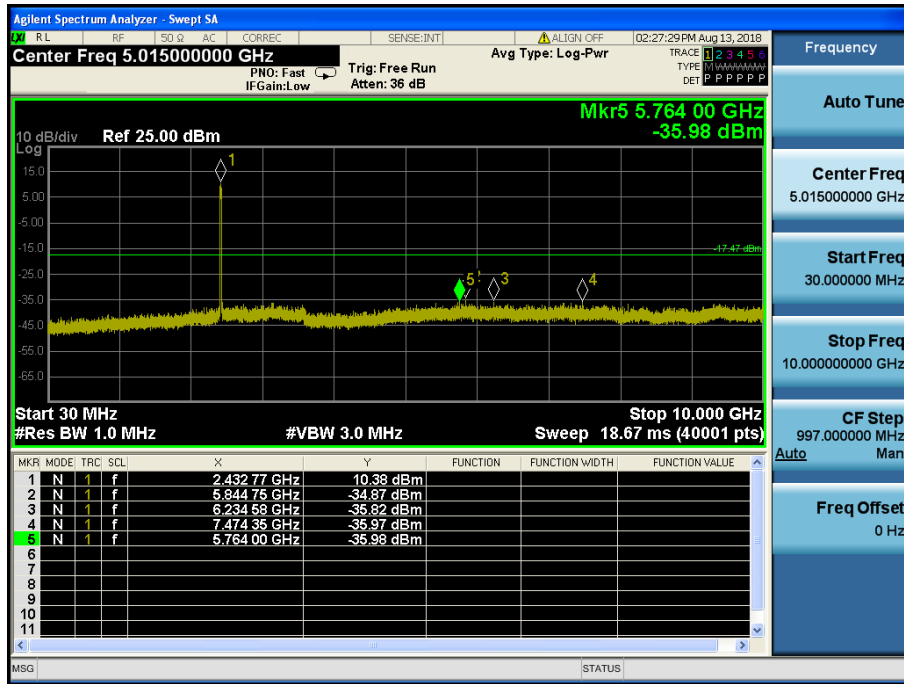 Agilent Spectrum Analyzer - Swept SA
LXI RL RF 50 Ω AC CORREC SENSE:INT ALIGN OFF 02:27:29 PM Aug 13, 2018
Center Freq 5.015000000 GHz
PNO: Fast
IFGain:Low
Trig: Free Run
Atten: 36 dB
Avg Type: Log-Pwr
TRACE 1 2 3 4 5 6
TYPE MWWWWW
DET P P P P P P
Mkr5 5.764 00 GHz
-35.98 dBm
10 dB/div Ref 25.00 dBm
Log
15.0
5.00
-5.00
-15.0
-25.0
-35.0
-45.0
-55.0
-65.0
1
-17.47 dBm
5
3
4
Start 30 MHz
Stop 10.000 GHz
#Res BW 1.0 MHz #VBW 3.0 MHz Sweep 18.67 ms (40001 pts)
MKR MODE TRC SCL X Y FUNCTION FUNCTION WIDTH FUNCTION VALUE
1 N 1 f 2.432 77 GHz 10.38 dBm
2 N 1 f 5.844 75 GHz -34.87 dBm
3 N 1 f 6.234 58 GHz -35.82 dBm
4 N 1 f 7.474 35 GHz -35.97 dBm
5 N 1 f 5.764 00 GHz -35.98 dBm
6
7
8
9
10
11
MSG STATUS
Frequency
Auto Tune
Center Freq
5.015000000 GHz
Start Freq
30.000000 MHz
Stop Freq
10.000000000 GHz
CF Step
997.000000 MHz
Auto Man
Freq Offset
0 Hz